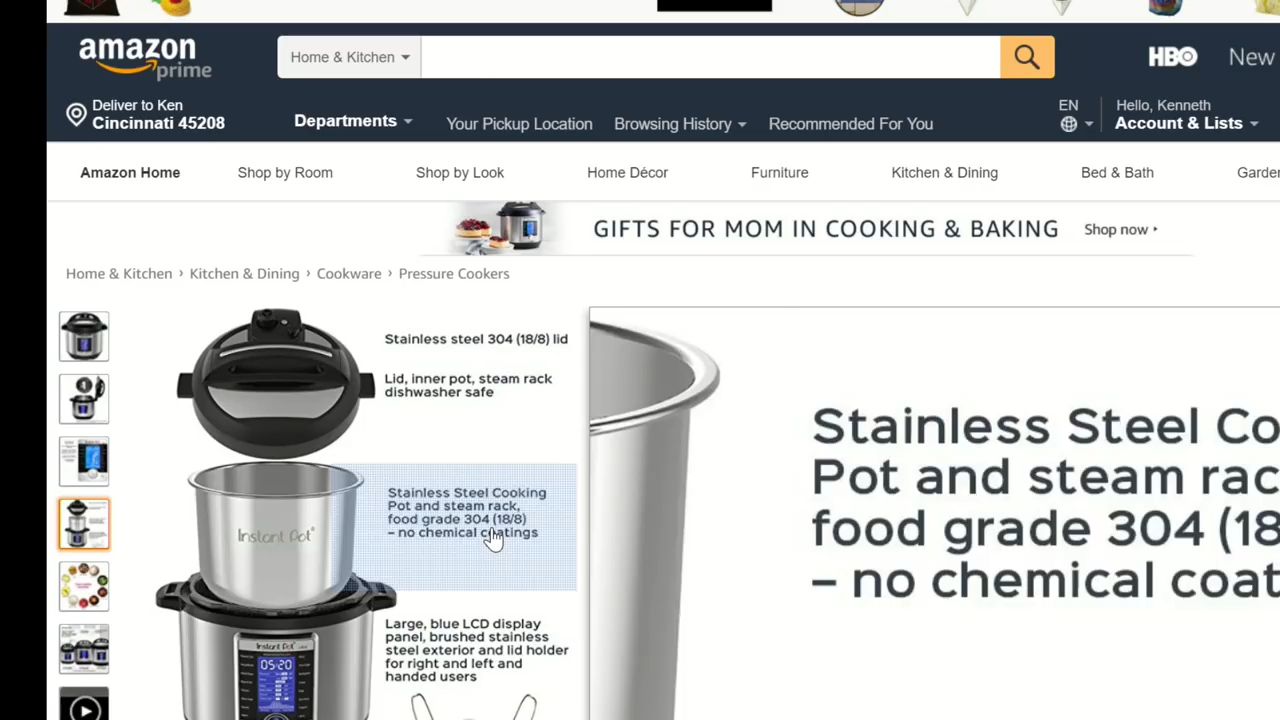 amazon
prime
Home & Kitchen
HBO
New
Deliver to Ken
Cincinnati 45208
Departments
Your Pickup Location
Browsing History
Recommended For You
EN
Hello, Kenneth
Account & Lists
Amazon Home
Shop by Room
Shop by Look
Home Décor
Furniture
Kitchen & Dining
Bed & Bath
Garde
GIFTS FOR MOM IN COOKING & BAKING
Shop now
Home & Kitchen › Kitchen & Dining › Cookware › Pressure Cookers
Stainless steel 304 (18/8) lid
Lid, inner pot, steam rack
dishwasher safe
Stainless Steel Cooking
Pot and steam rack,
food grade 304 (18/8)
– no chemical coatings
Instant Pot
Large, blue LCD display
panel, brushed stainless
steel exterior and lid holder
for right and left and
handed users
Instant Pot
05:20
Stainless Steel Co
Pot and steam rac
food grade 304 (18
– no chemical coat